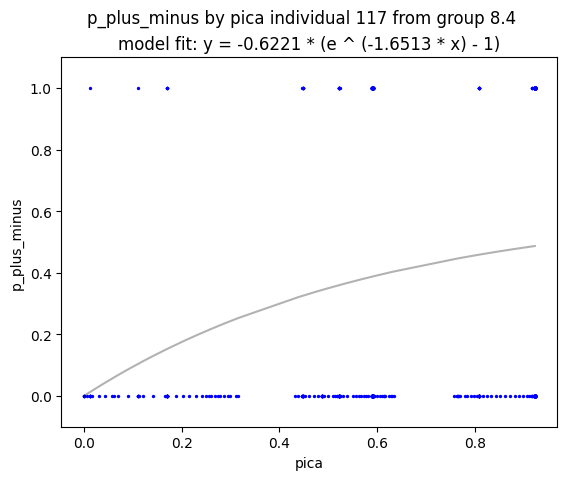 p_plus_minus by pica individual 117 from group 8.4
model fit: y = -0.6221 * (e ^ (-1.6513 * x) - 1)
1.0
0.8
0.6
0.4
0.2
0.0
p_plus_minus
0.0 0.2 0.4 0.6 0.8
pica